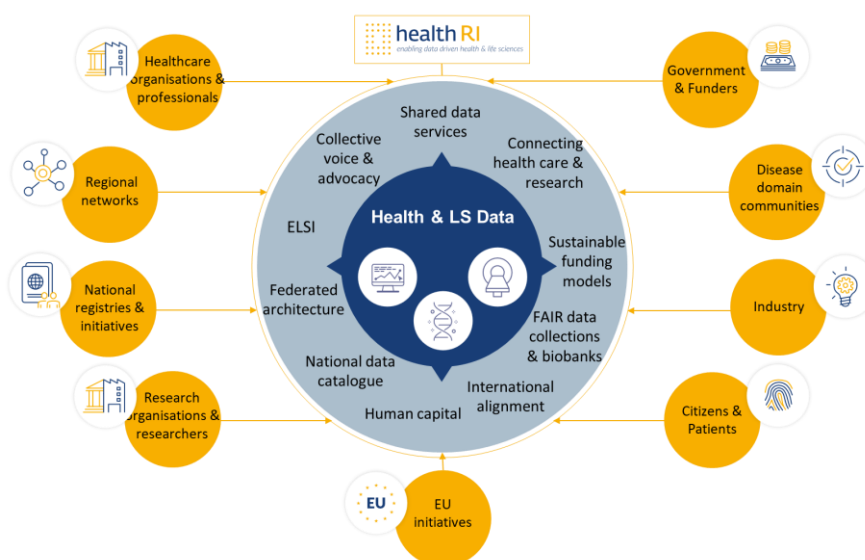 health RI
enabling data driven health & life sciences
Healthcare
organisations &
professionals
Government
& Funders
Regional
networks
Disease
domain
communities
National
registries &
initiatives
Industry
Research
organisations &
researchers
Citizens &
Patients
EU
EU
initiatives
Shared data
services
Collective
voice &
advocacy
Connecting
health care &
research
ELSI
Sustainable
funding
models
Federated
architecture
FAIR data
collections
& biobanks
National data
catalogue
International
alignment
Human capital
Health & LS Data